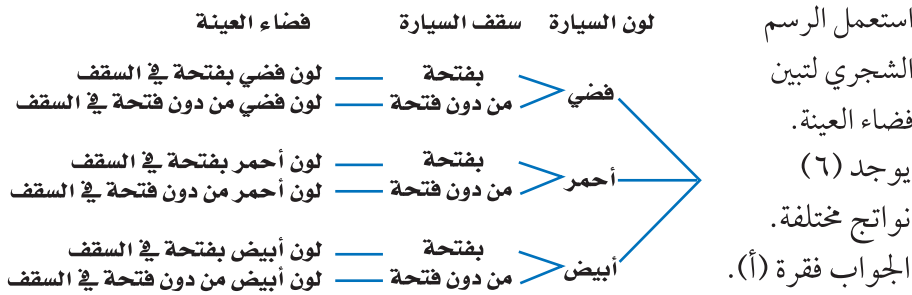 استعمل الرسم
الشجري لتبين
فضاء العينة.
يوجد (٦)
نواتج مختلفة.
الجواب فقرة (أ).
لون السيارة سقف السيارة فضاء العينة
فضي
بفتحة لون فضي بفتحة في السقف
من دون فتحة لون فضي من دون فتحة في السقف
أحمر
بفتحة لون أحمر بفتحة في السقف
من دون فتحة لون أحمر من دون فتحة في السقف
أبيض
بفتحة لون أبيض بفتحة في السقف
من دون فتحة لون أبيض من دون فتحة في السقف